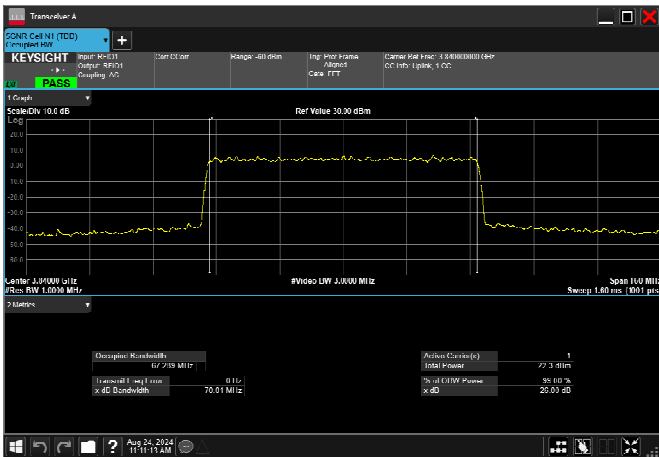 Transceiver A
5GNR Cell N1 (TDD)
Occupied BW
+
KEYSIGHT
Input: RFIO1
Output: RFIO1
Coupling: AC
Corr CCorr
Range: -60 dBm
Trig: Prot Frame
Aligned
Gate: FFT
Carrier Ref Freq: 3.840000000 GHz
CC Info: Uplink, 1 CC
PASS
1 Graph
Scale/Div 10.0 dB
Ref Value 30.00 dBm
Log
20.0
10.0
0.00
-10.0
-20.0
-30.0
-40.0
-50.0
-60.0
Center 3.84000 GHz
#Video BW 3.0000 MHz
Span 160 MHz
#Res BW 1.0000 MHz
Sweep 1.60 ms (1001 pts)
2 Metrics
Occupied Bandwidth
67.289 MHz
Active Carrier(s) 1
Total Power 22.3 dBm
Transmit Freq Error 0 Hz
x dB Bandwidth 70.01 MHz
% of OBW Power 99.00 %
x dB 26.00 dB
?
Aug 24, 2024
11:11:13 AM